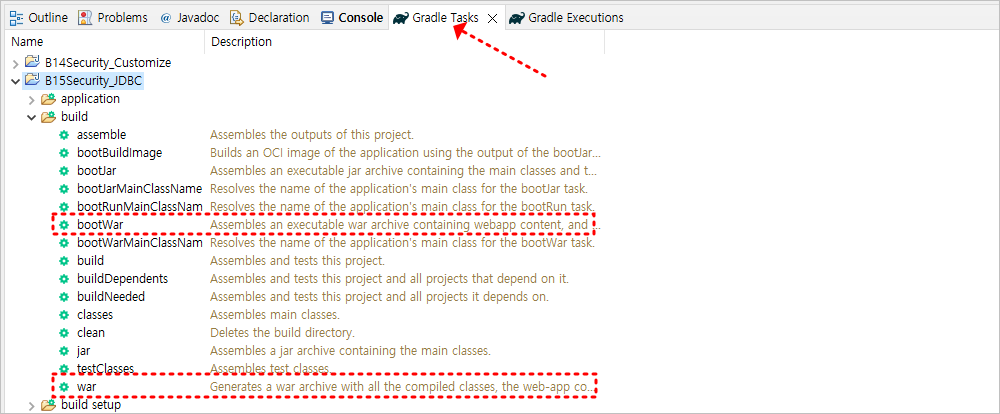 Outline Problems @ Javadoc Declaration Console Gradle Tasks Gradle Executions
Name Description
B14Security_Customize
B15Security_JDBC
application
build
assemble Assembles the outputs of this project.
bootBuildImage Builds an OCI image of the application using the output of the bootJar...
bootJar Assembles an executable jar archive containing the main classes and t...
bootJarMainClassName Resolves the name of the application's main class for the bootJar task.
bootRunMainClassNam Resolves the name of the application's main class for the bootRun task.
bootWar Assembles an executable war archive containing webapp content, and ...
bootWarMainClassNam Resolves the name of the application's main class for the bootWar task.
build Assembles and tests this project.
buildDependents Assembles and tests this project and all projects that depend on it.
buildNeeded Assembles and tests this project and all projects it depends on.
classes Assembles main classes.
clean Deletes the build directory.
jar Assembles a jar archive containing the main classes.
testClasses Assembles test classes.
war Generates a war archive with all the compiled classes, the web-app co...
build setup